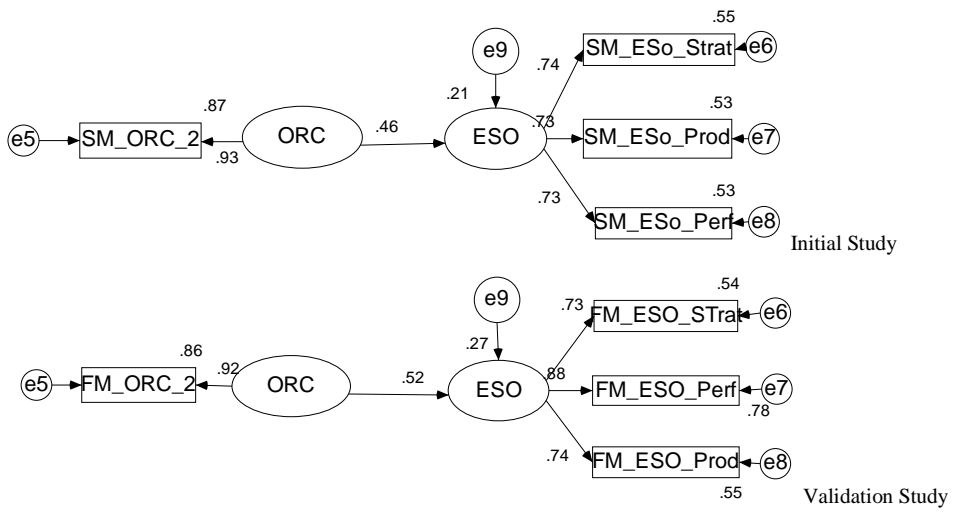 .55
e9
SM_ESo_Strat
e6
.74
.87
.21
.53
e5
SM_ORC_2
ORC
.46
ESO
.73
SM_ESo_Prod
e7
.93
.73
.53
SM_ESo_Perf
e8
Initial Study
.54
e9
.73
FM_ESO_STrat
e6
.86
.27
e5
FM_ORC_2
.92
ORC
.52
ESO
.88
FM_ESO_Perf
e7
.78
.74
FM_ESO_Prod
e8
.55
Validation Study